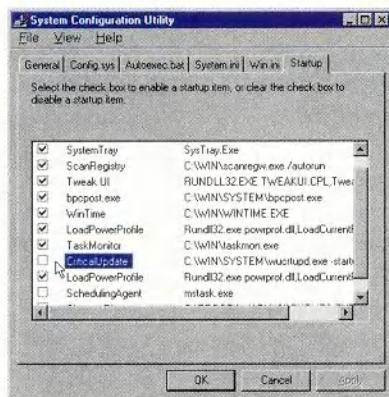 System Configuration Utility
File View Help
General Config.sys Autoexec.bat System.ini Win.ini Startup
Select the check box to enable a startup item, or clear the check box to
disable a startup item.
SystemTray SysTray.Exe
ScanRegistry C:\WIN\scanregw.exe /autorun
Tweak UI RUNDLL32.EXE TWEAKUI.CPL,Twea
bpcpost.exe C:\WIN\SYSTEM\bpcpost.exe
WinTime C:\WIN\WINTIME.EXE
LoadPowerProfile Rundll32.exe powrprof.dll,LoadCurrentF
TaskMonitor C:\WIN\taskmon.exe
CriticalUpdate C:\WIN\SYSTEM\wucrtupd.exe -start
LoadPowerProfile Rundll32.exe powrprof.dll,LoadCurrentF
SchedulingAgent mstask.exe
OK Cancel Apply